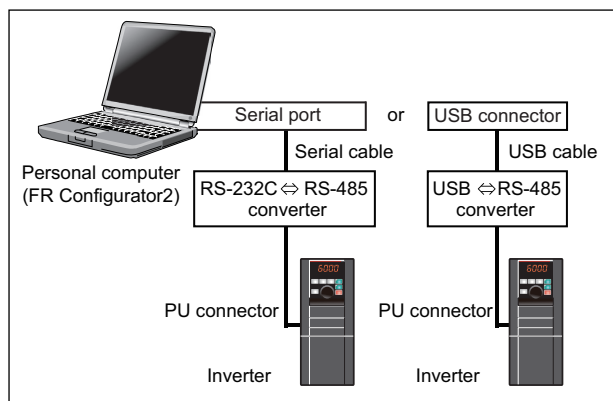 Serial port
or
USB connector
Serial cable
USB cable
Personal computer
(FR Configurator2)
RS-232C ⇔ RS-485
converter
USB ⇔RS-485
converter
6000
6000
PU connector
PU connector
Inverter
Inverter